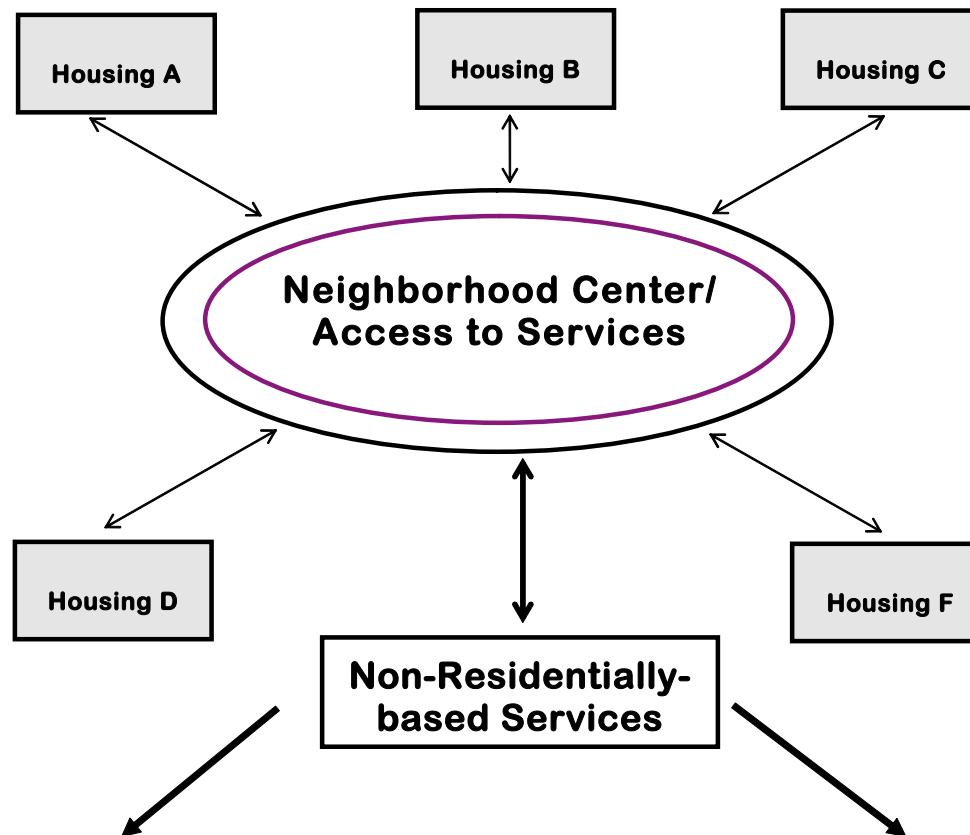 Housing A
Housing B
Housing C
Neighborhood Center/
Access to Services
Housing D
Housing F
Non-Residentially-
based Services